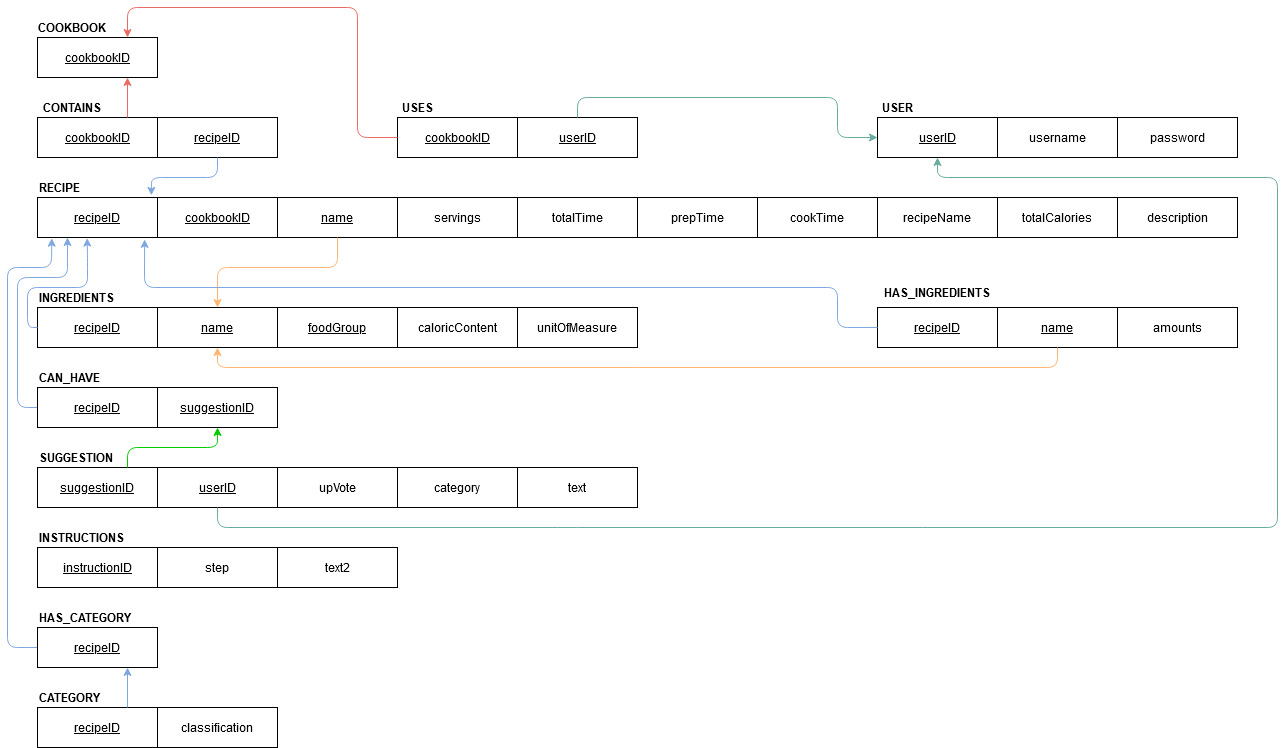 COOKBOOK
cookbookID
CONTAINS
cookbookID recipeID
USES
cookbookID userID
USER
userID username password
RECIPE
recipeID cookbookID name servings totalTime prepTime cookTime recipeName totalCalories description
INGREDIENTS
recipeID name foodGroup caloricContent unitOfMeasure
HAS_INGREDIENTS
recipeID name amounts
CAN_HAVE
recipeID suggestionID
SUGGESTION
suggestionID userID upVote category text
INSTRUCTIONS
instructionID step text2
HAS_CATEGORY
recipeID
CATEGORY
recipeID classification